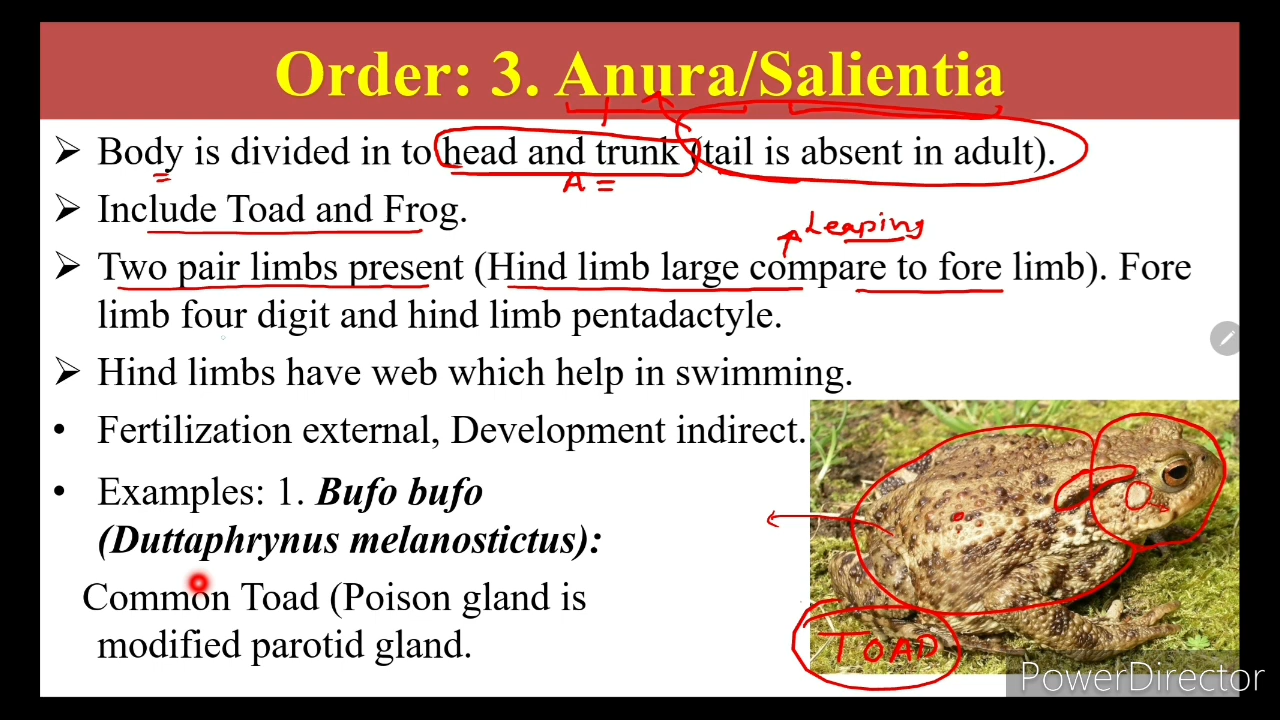 Order: 3. Anura/Salientia
➢ Body is divided in to head and trunk (tail is absent in adult).
A =
➢ Include Toad and Frog.
Leaping
➢ Two pair limbs present (Hind limb large compare to fore limb). Fore
limb four digit and hind limb pentadactyle.
➢ Hind limbs have web which help in swimming.
• Fertilization external, Development indirect.
• Examples: 1. Bufo bufo
(Duttaphrynus melanostictus):
Common Toad (Poison gland is
modified parotid gland.
TOAD
PowerDirector